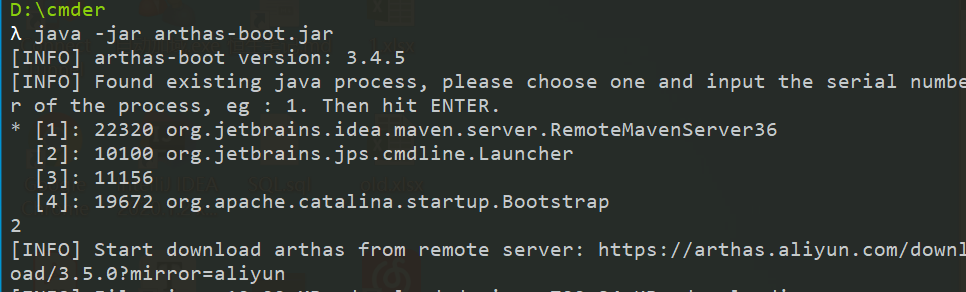 D:\cmder
λ java -jar arthas-boot.jar
[INFO] arthas-boot version: 3.4.5
[INFO] Found existing java process, please choose one and input the serial numbe
r of the process, eg : 1. Then hit ENTER.
* [1]: 22320 org.jetbrains.idea.maven.server.RemoteMavenServer36
[2]: 10100 org.jetbrains.jps.cmdline.Launcher
[3]: 11156
[4]: 19672 org.apache.catalina.startup.Bootstrap
2
[INFO] Start download arthas from remote server: https://arthas.aliyun.com/downl
oad/3.5.0?mirror=aliyun